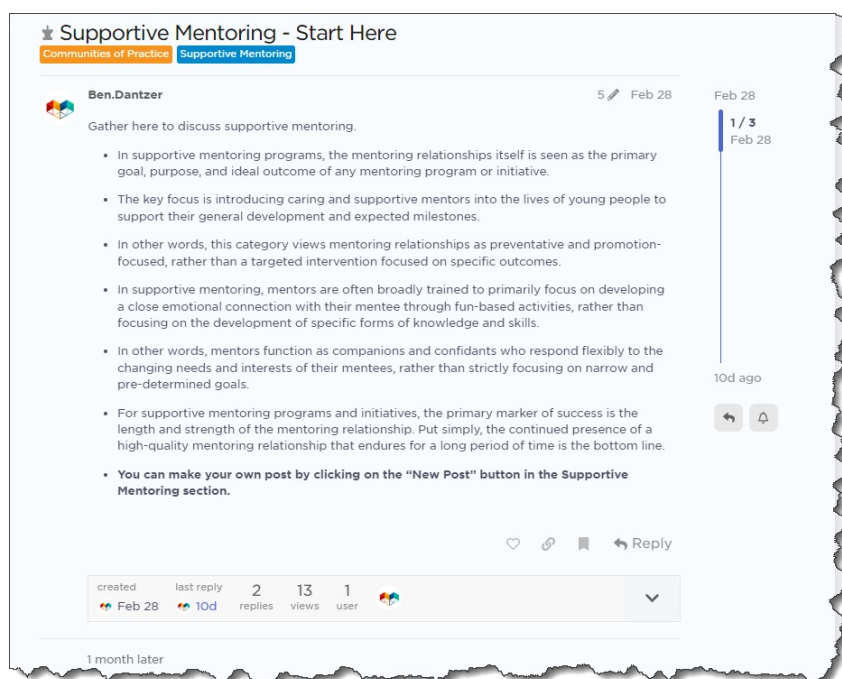 Supportive Mentoring - Start Here
Communities of Practice Supportive Mentoring
Ben.Dantzer 5 Feb 28
Gather here to discuss supportive mentoring.
• In supportive mentoring programs, the mentoring relationships itself is seen as the primary
goal, purpose, and ideal outcome of any mentoring program or initiative.
• The key focus is introducing caring and supportive mentors into the lives of young people to
support their general development and expected milestones.
• In other words, this category views mentoring relationships as preventative and promotion-
focused, rather than a targeted intervention focused on specific outcomes.
• In supportive mentoring, mentors are often broadly trained to primarily focus on developing
a close emotional connection with their mentee through fun-based activities, rather than
focusing on the development of specific forms of knowledge and skills.
• In other words, mentors function as companions and confidants who respond flexibly to the
changing needs and interests of their mentees, rather than strictly focusing on narrow and
pre-determined goals.
• For supportive mentoring programs and initiatives, the primary marker of success is the
length and strength of the mentoring relationship. Put simply, the continued presence of a
high-quality mentoring relationship that endures for a long period of time is the bottom line.
• You can make your own post by clicking on the “New Post” button in the Supportive
Mentoring section.
Reply
created last reply 2 13 1
Feb 28 10d replies views user
1 month later
Feb 28
1 / 3
Feb 28
10d ago